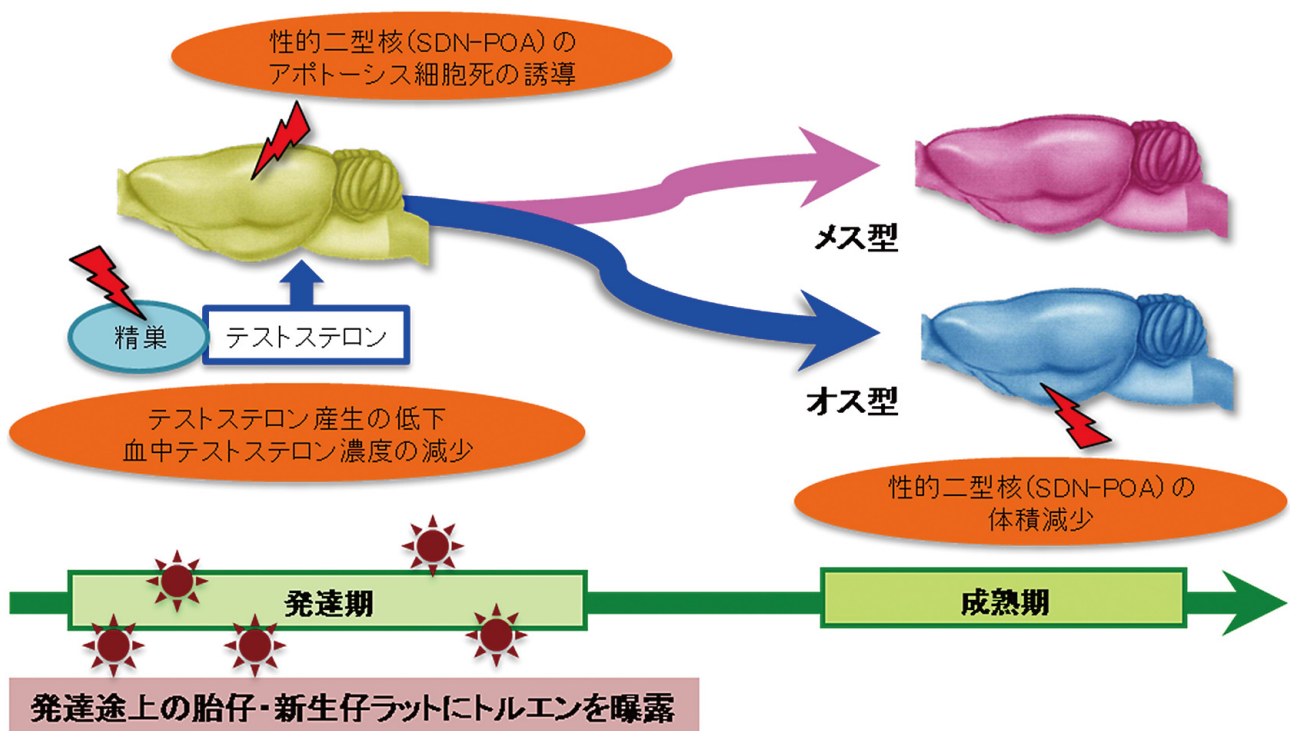 性的二型核(SDN-POA)の
アポトーシス細胞死の誘導
メス型
精巣
テストステロン
オス型
テストステロン産生の低下
血中テストステロン濃度の減少
性的二型核(SDN-POA)の
体積減少
発達期
成熟期
発達途上の胎仔・新生仔ラットにトルエンを曝露